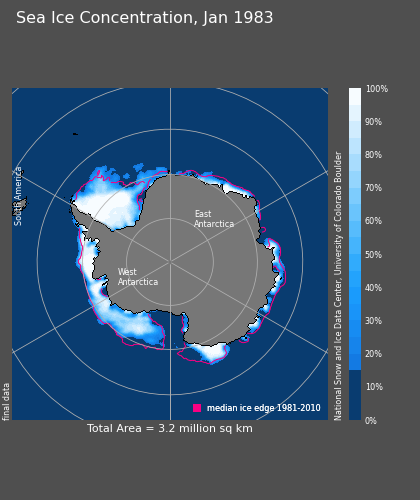 Sea Ice Concentration, Jan 1983
South America
East
Antarctica
West
Antarctica
final data
median ice edge 1981-2010
Total Area = 3.2 million sq km
National Snow and Ice Data Center, University of Colorado Boulder
100%
90%
80%
70%
60%
50%
40%
30%
20%
10%
0%